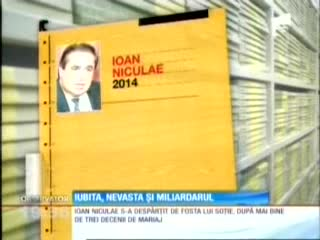 IOAN
NICULAE
2014
OBSERVATOR
IUBITA, NEVASTA ȘI MILIARDARUL
IOAN NICULAE S-A DESPĂRȚIT DE FOSTA LUI SOȚIE, DUPĂ MAI BINE
DE TREI DECENII DE MARIAJ